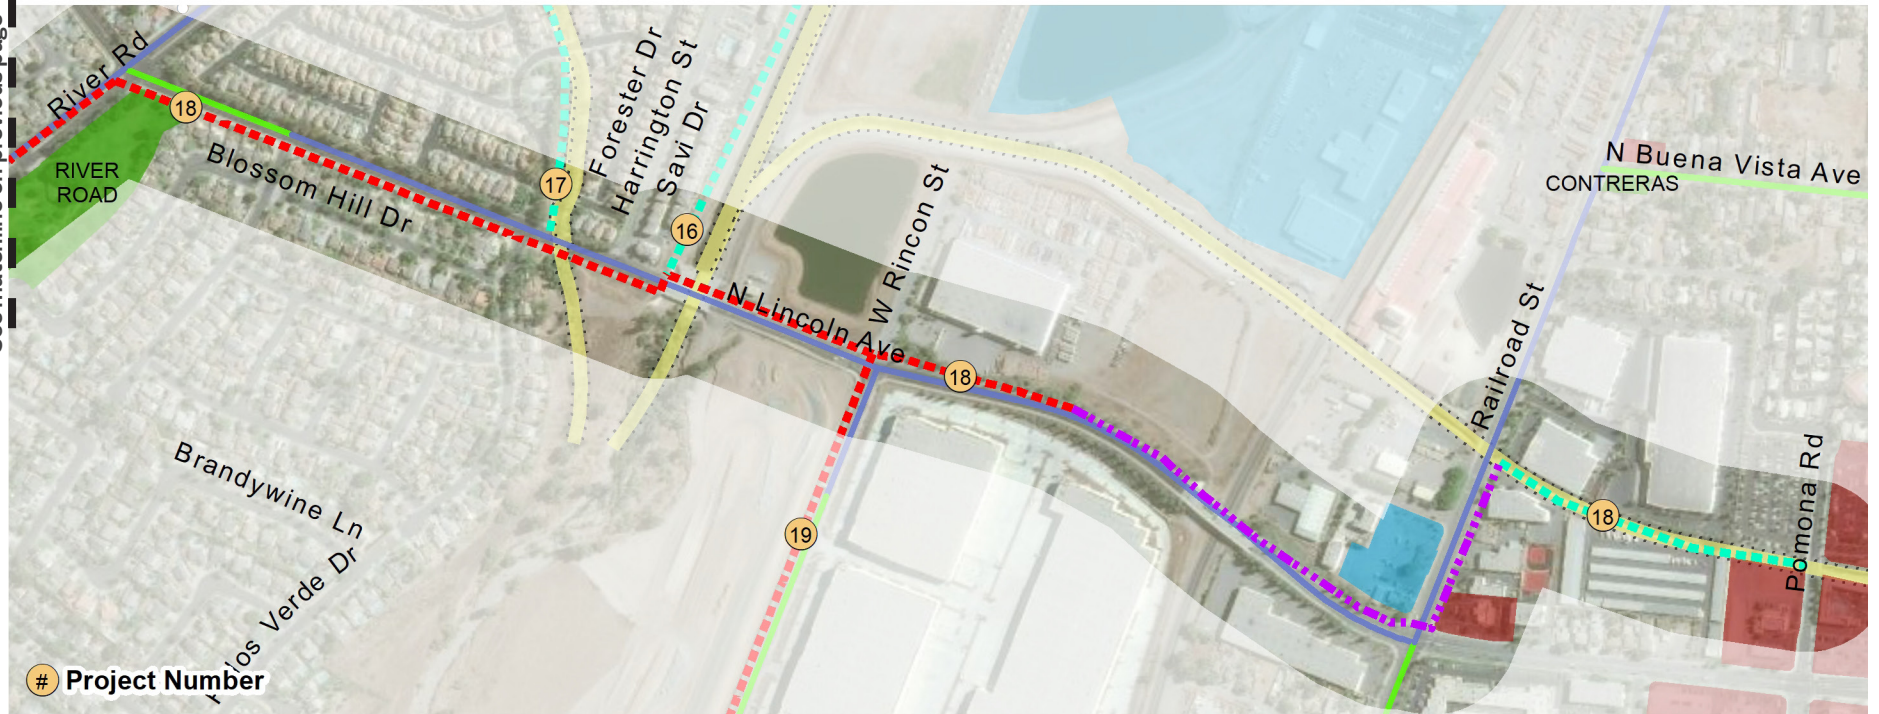 River Rd
18
RIVER
ROAD
Blossom Hill Dr
17
Forester Dr
Harrington St
Savi Dr
16
N Lincoln Ave
W Rincon St
18
19
N Buena Vista Ave
CONTRERAS
Railroad St
18
Pomona Rd
Brandywine Ln
los Verde Dr
# Project Number